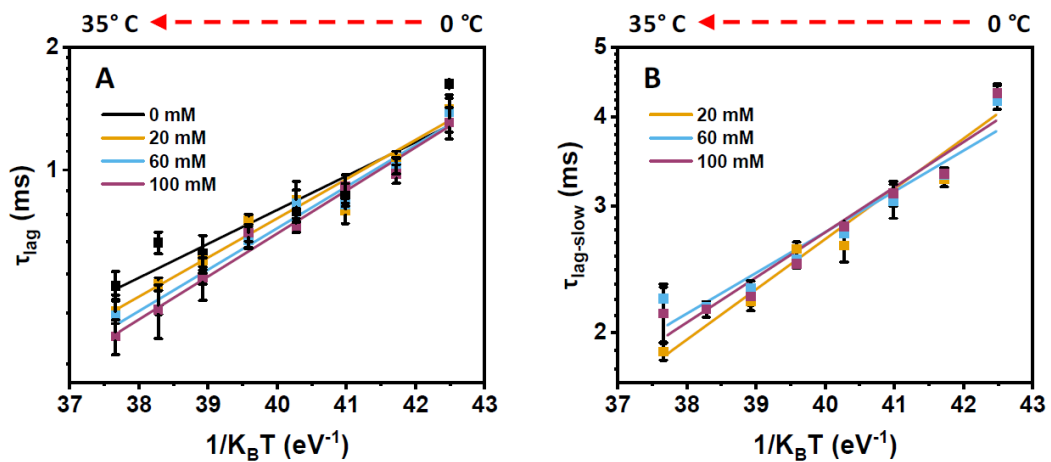 35° C
0 °C
35° C
0 °C
A
B
2
1
τlag (ms)
0 mM
20 mM
60 mM
100 mM
37 38 39 40 41 42 43
1/KBT (eV-1)
5
4
3
2
τlag-slow (ms)
20 mM
60 mM
100 mM
37 38 39 40 41 42 43
1/KBT (eV-1)